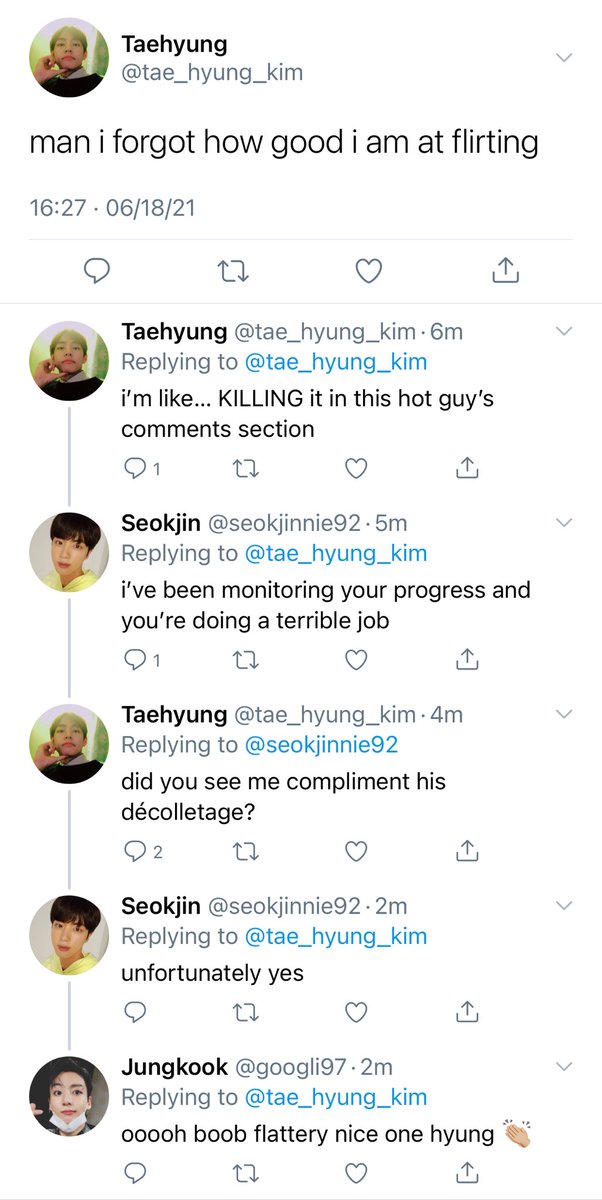 Taehyung
@tae_hyung_kim
man i forgot how good i am at flirting
16:27 · 06/18/21
Taehyung @tae_hyung_kim · 6m
Replying to @tae_hyung_kim
i’m like... KILLING it in this hot guy’s
comments section
1
Seokjin @seokjinnie92 · 5m
Replying to @tae_hyung_kim
i’ve been monitoring your progress and
you’re doing a terrible job
1
Taehyung @tae_hyung_kim · 4m
Replying to @seokjinnie92
did you see me compliment his
décolletage?
2
Seokjin @seokjinnie92 · 2m
Replying to @tae_hyung_kim
unfortunately yes
Jungkook @googli97 · 2m
Replying to @tae_hyung_kim
ooooh boob flattery nice one hyung 👏🏼